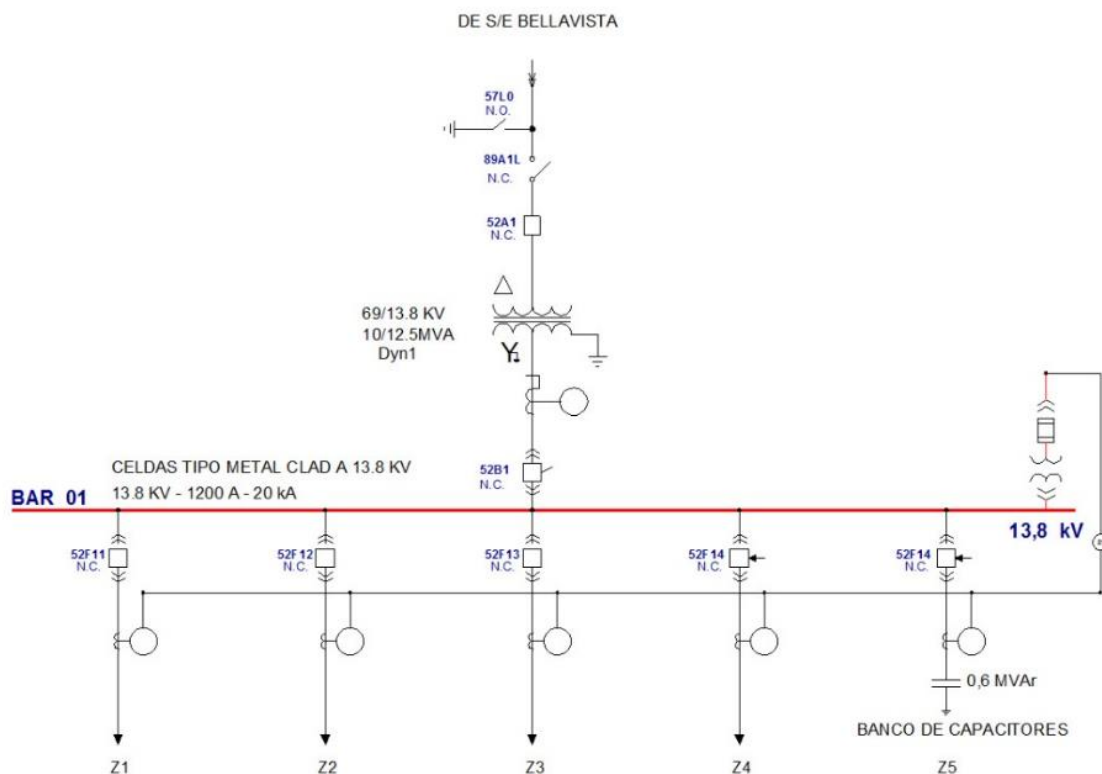 DE S/E BELLAVISTA
57L0
N.O.
89A1L
N.C.
52A1
N.C.
69/13.8 KV
10/12.5MVA
Dyn1
CELDAS TIPO METAL CLAD A 13.8 KV
13.8 KV - 1200 A - 20 kA
52B1
N.C.
BAR 01
13,8 kV
52F11
N.C.
52F12
N.C.
52F13
N.C.
52F14
N.C.
52F14
N.C.
0,6 MVAr
BANCO DE CAPACITORES
Z1
Z2
Z3
Z4
Z5